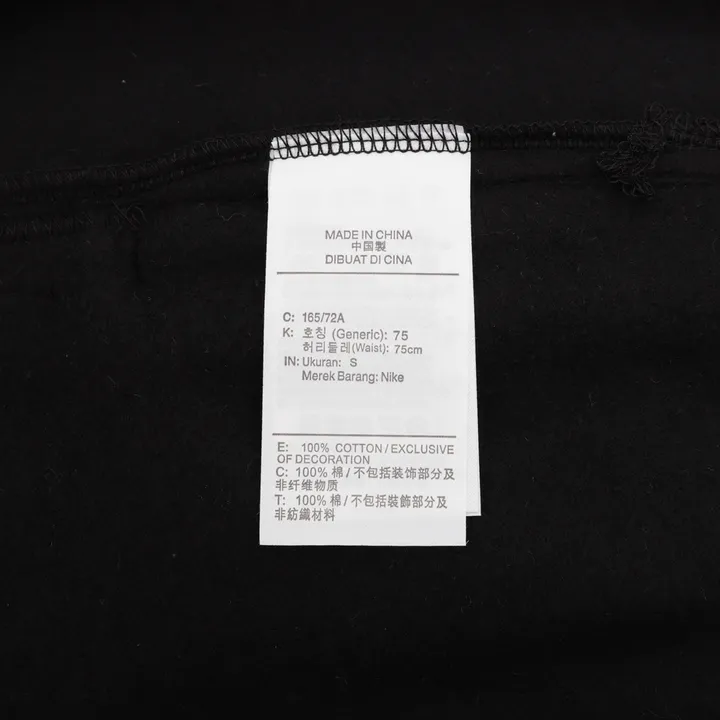 MADE IN CHINA
中国製
DIBUAT DI CINA
C: 165/72A
K: 호칭 (Generic): 75
허리둘레(Waist): 75cm
IN: Ukuran: S
Merek Barang: Nike
E: 100% COTTON/EXCLUSIVE
OF DECORATION
C: 100% 棉/不包括装饰部分及
非纤维物质
T: 100% 棉/不包括裝飾部分及
非紡織材料